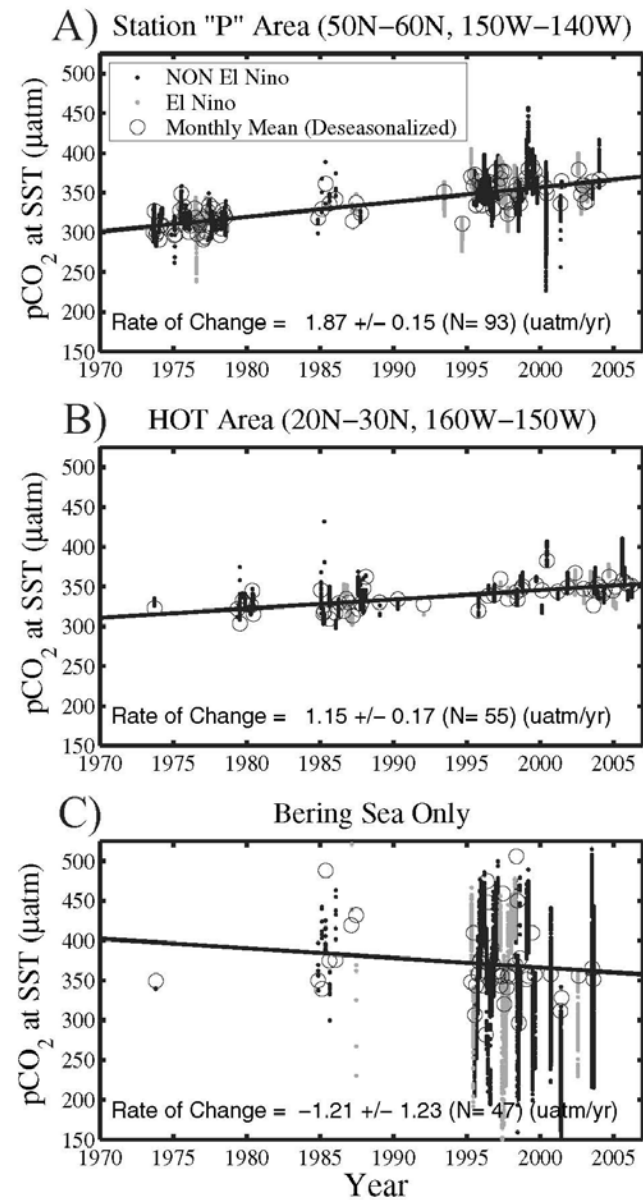 A) Station "P" Area (50N−60N, 150W−140W)
500
450
400
350
300
250
200
150
pCO2 at SST (µatm)
NON El Nino
El Nino
Monthly Mean (Deseasonalized)
Rate of Change = 1.87 +/− 0.15 (N= 93) (uatm/yr)
1970 1975 1980 1985 1990 1995 2000 2005
B) HOT Area (20N−30N, 160W−150W)
500
450
400
350
300
250
200
150
pCO2 at SST (µatm)
Rate of Change = 1.15 +/− 0.17 (N= 55) (uatm/yr)
1970 1975 1980 1985 1990 1995 2000 2005
C) Bering Sea Only
500
450
400
350
300
250
200
150
pCO2 at SST (µatm)
Rate of Change = −1.21 +/− 1.23 (N= 47) (uatm/yr)
1970 1975 1980 1985 1990 1995 2000 2005
Year